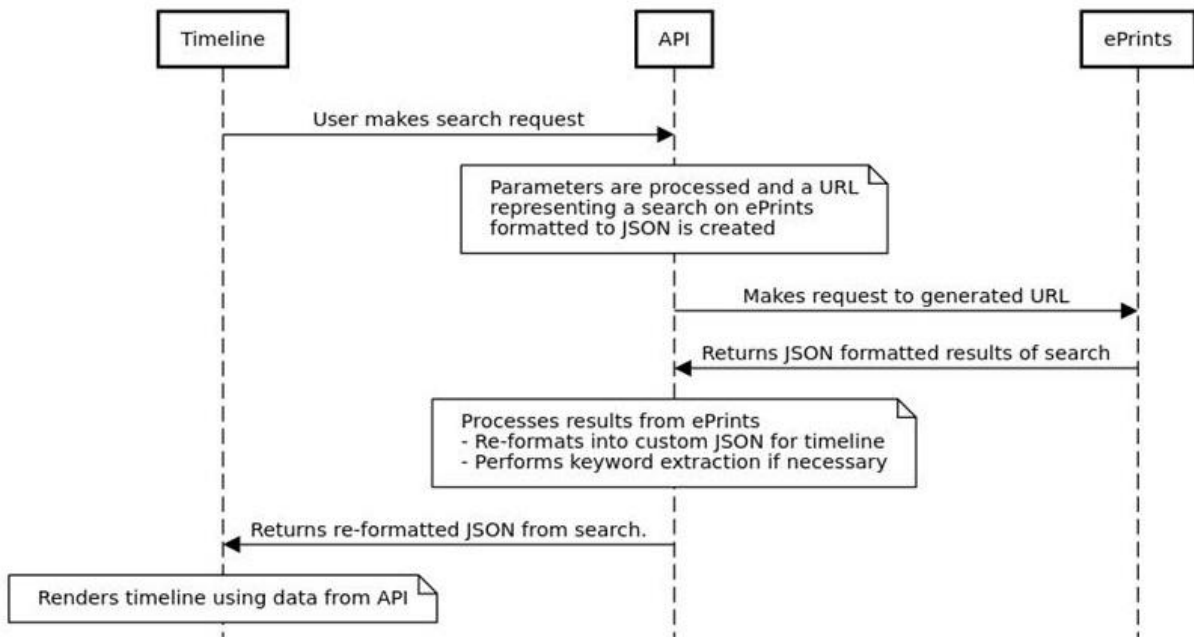 Timeline
API
ePrints
User makes search request
Parameters are processed and a URL
representing a search on ePrints
formatted to JSON is created
Makes request to generated URL
Returns JSON formatted results of search
Processes results from ePrints
- Re-formats into custom JSON for timeline
- Performs keyword extraction if necessary
Returns re-formatted JSON from search.
Renders timeline using data from API